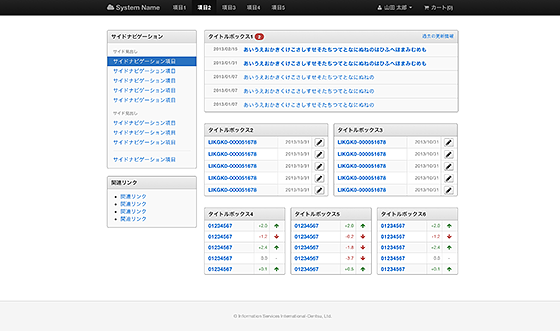 System Name 項目1 項目2 項目3 項目4 項目5 山田 太郎 カート(0)
サイドナビゲーション
サイド見出し
サイドナビゲーション項目
サイドナビゲーション項目
サイドナビゲーション項目
サイドナビゲーション項目
サイドナビゲーション項目
サイド見出し
サイドナビゲーション項目
サイドナビゲーション項目
サイドナビゲーション項目
サイドナビゲーション項目
関連リンク
関連リンク
関連リンク
関連リンク
関連リンク
タイトルボックス1 2 過去の更新情報
あいうえおかきくけこさしすせそたちつてとなにぬねのはひふへほまみむめも
2013/01/31 あいうえおかきくけこさしすせそたちつてとなにぬねのはひふへほまみむめも
2013/01/07 あいうえおかきくけこさしすせそたちつてとなにぬねの
2013/01/07 あいうえおかきくけこさしすせそたちつてとなにぬねの
2013/01/07 あいうえおかきくけこさしすせそたちつてとなにぬねの
タイトルボックス2
LIKGK0-000051678 2013/10/31
LIKGK0-000051678 2013/10/31
LIKGK0-000051678 2013/10/31
LIKGK0-000051678 2013/10/31
LIKGK0-000051678 2013/10/31
タイトルボックス3
LIKGK0-000051678 2013/10/31
LIKGK0-000051678 2013/10/31
LIKGK0-000051678 2013/10/31
LIKGK0-000051678 2013/10/31
LIKGK0-000051678 2013/10/31
タイトルボックス4
01234567 +2.0
01234567 -1.2
01234567 +2.4
01234567 0.0 -
01234567 +0.1
タイトルボックス5
01234567 +2.0
01234567 -0.2
01234567 -1.8
01234567 -3.7
01234567 +0.8
タイトルボックス6
01234567 +2.0
01234567 -1.2
01234567 +2.4
01234567 0.0 -
01234567 +0.1
© Information Services International-Dentsu, Ltd.